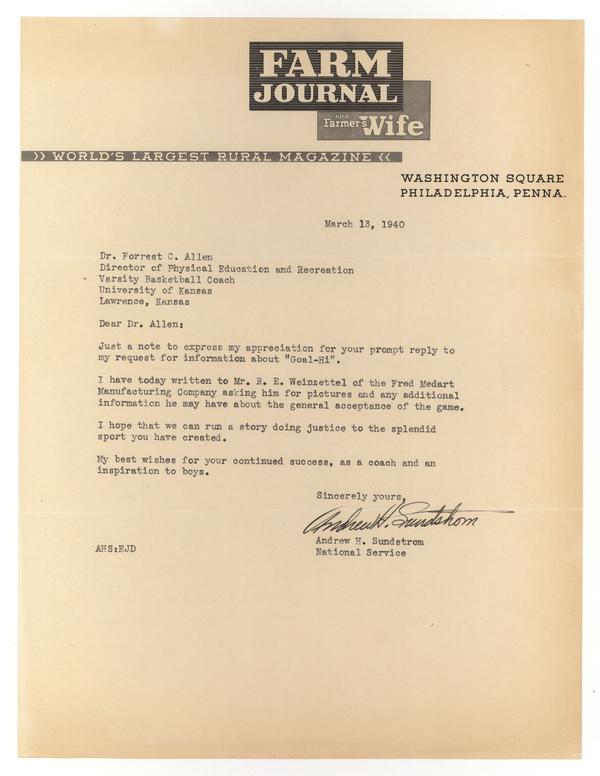 FARM
JOURNAL
AND
Farmer's Wife
>> WORLD'S LARGEST RURAL MAGAZINE <<
WASHINGTON SQUARE
PHILADELPHIA, PENNA.
March 13, 1940
Dr. Forrest C. Allen
Director of Physical Education and Recreation
Varsity Basketball Coach
University of Kansas
Lawrence, Kansas
Dear Dr. Allen:
Just a note to express my appreciation for your prompt reply to
my request for information about "Goal-Hi".
I have today written to Mr. R. E. Weinzettel of the Fred Medart
Manufacturing Company asking him for pictures and any additional
information he may have about the general acceptance of the game.
I hope that we can run a story doing justice to the splendid
sport you have created.
My best wishes for your continued success, as a coach and an
inspiration to boys.
Sincerely yours,
Andrew H. Sundstrom
Andrew H. Sundstrom
National Service
AHS:EJD